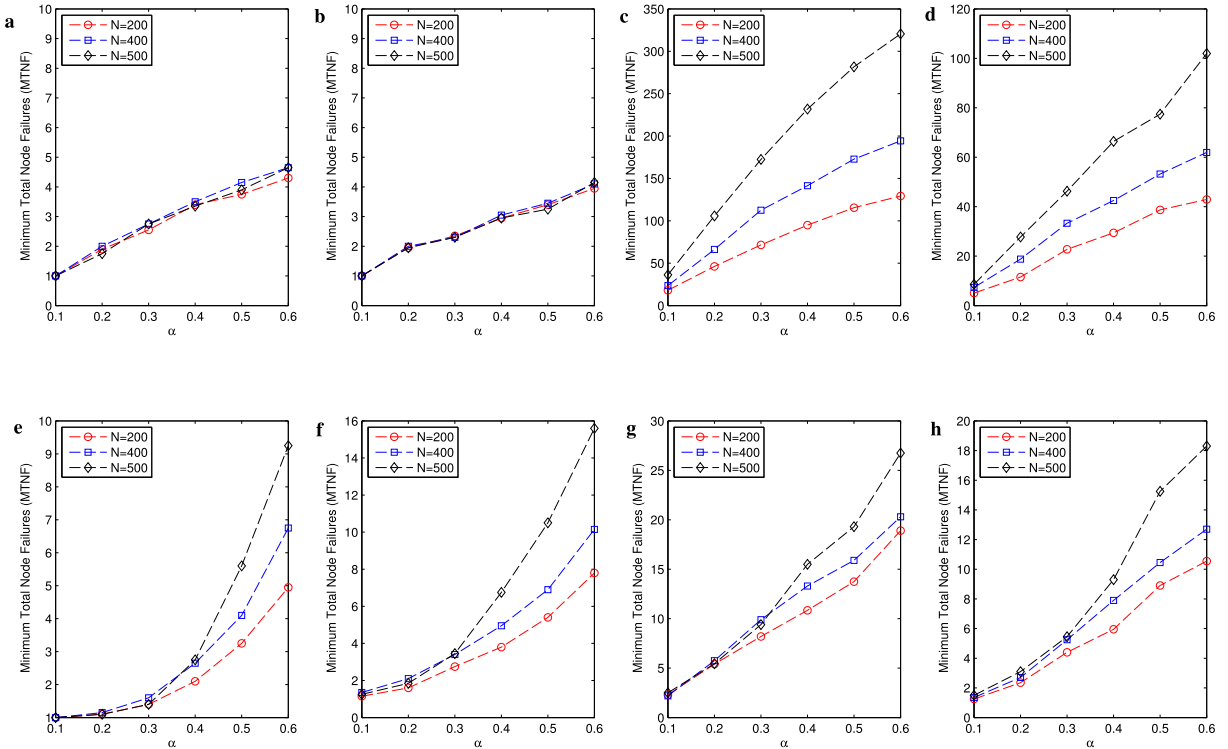 a
N=200
N=400
N=500
Minimum Total Node Failures (MTNF)
10
9
8
7
6
5
4
3
2
1
0
0.1 0.2 0.3 0.4 0.5 0.6
α
b
N=200
N=400
N=500
Minimum Total Node Failures (MTNF)
10
9
8
7
6
5
4
3
2
1
0
0.1 0.2 0.3 0.4 0.5 0.6
α
c
N=200
N=400
N=500
Minimum Total Node Failures (MTNF)
350
300
250
200
150
100
50
0
0.1 0.2 0.3 0.4 0.5 0.6
α
d
N=200
N=400
N=500
Minimum Total Node Failures (MTNF)
120
100
80
60
40
20
0
0.1 0.2 0.3 0.4 0.5 0.6
α
e
N=200
N=400
N=500
Minimum Total Node Failures (MTNF)
10
9
8
7
6
5
4
3
2
1
0.1 0.2 0.3 0.4 0.5 0.6
α
f
N=200
N=400
N=500
Minimum Total Node Failures (MTNF)
16
14
12
10
8
6
4
2
0
0.1 0.2 0.3 0.4 0.5 0.6
α
g
N=200
N=400
N=500
Minimum Total Node Failures (MTNF)
30
25
20
15
10
5
0
0.1 0.2 0.3 0.4 0.5 0.6
α
h
N=200
N=400
N=500
Minimum Total Node Failures (MTNF)
20
18
16
14
12
10
8
6
4
2
0
0.1 0.2 0.3 0.4 0.5 0.6
α